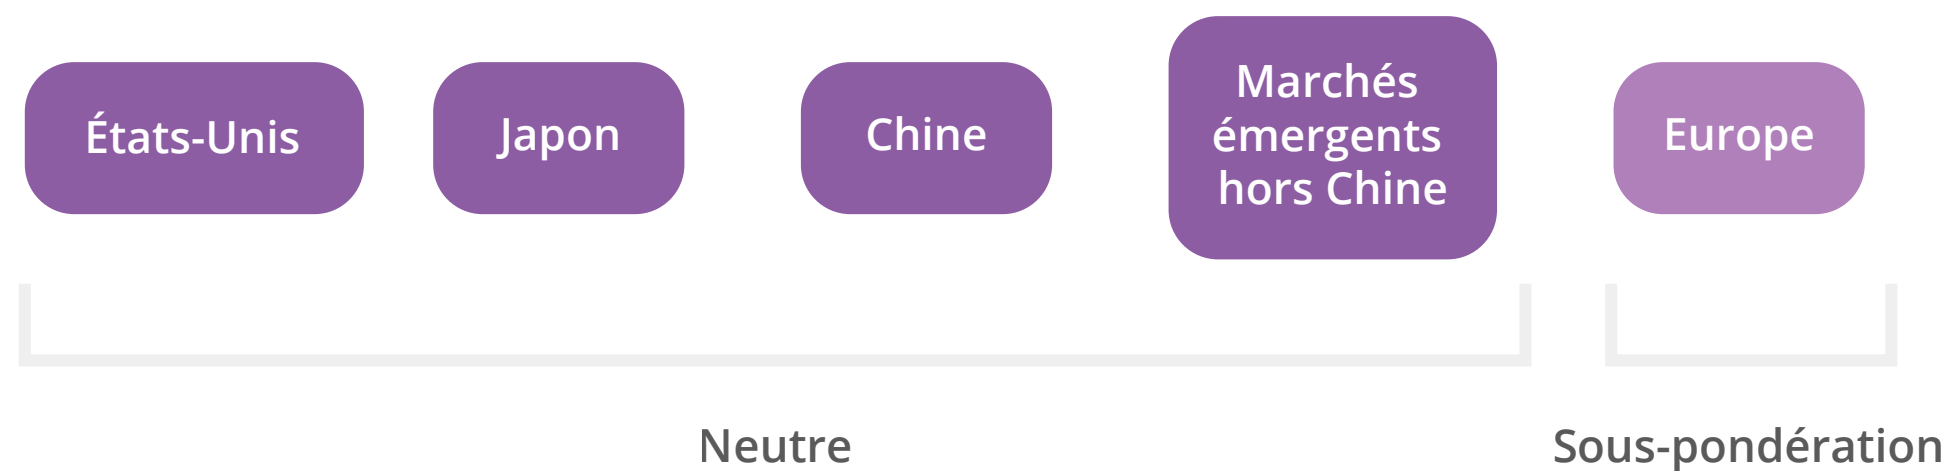 États-Unis
Japon
Chine
Marchés
émergents
hors Chine
Europe
Neutre
Sous-pondération